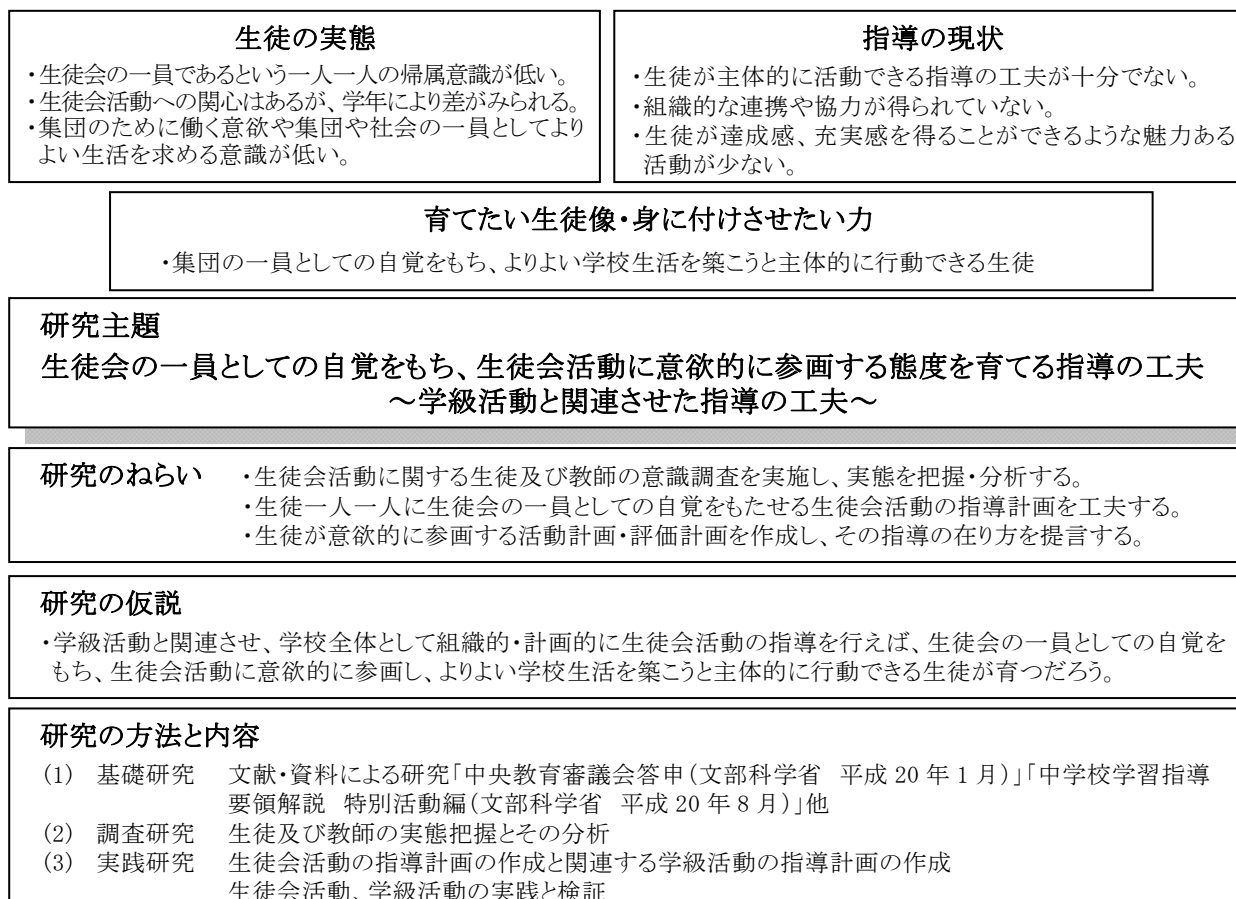 生徒の実態
・生徒会の一員であるという一人一人の帰属意識が低い。
・生徒会活動への関心はあるが、学年により差がみられる。
・集団のために働く意欲や集団や社会の一員としてより
よい生活を求める意識が低い。
指導の現状
・生徒が主体的に活動できる指導の工夫が十分でない。
・組織的な連携や協力が得られていない。
・生徒が達成感、充実感を得ることができるような魅力ある
活動が少ない。
育てたい生徒像・身に付けさせたい力
・集団の一員としての自覚をもち、よりよい学校生活を築こうと主体的に行動できる生徒
研究主題
生徒会の一員としての自覚をもち、生徒会活動に意欲的に参画する態度を育てる指導の工夫
～学級活動と関連させた指導の工夫～
研究のねらい ・生徒会活動に関する生徒及び教師の意識調査を実施し、実態を把握・分析する。
・生徒一人一人に生徒会の一員としての自覚をもたせる生徒会活動の指導計画を工夫する。
・生徒が意欲的に参画する活動計画・評価計画を作成し、その指導の在り方を提言する。
研究の仮説
・学級活動と関連させ、学校全体として組織的・計画的に生徒会活動の指導を行えば、生徒会の一員としての自覚を
もち、生徒会活動に意欲的に参画し、よりよい学校生活を築こうと主体的に行動できる生徒が育つだろう。
研究の方法と内容
(1) 基礎研究 文献・資料による研究「中央教育審議会答申（文部科学省 平成 20 年 1 月）」「中学校学習指導
要領解説 特別活動編（文部科学省 平成 20 年 8 月）」他
(2) 調査研究 生徒及び教師の実態把握とその分析
(3) 実践研究 生徒会活動の指導計画の作成と関連する学級活動の指導計画の作成
生徒会活動、学級活動の実践と検証